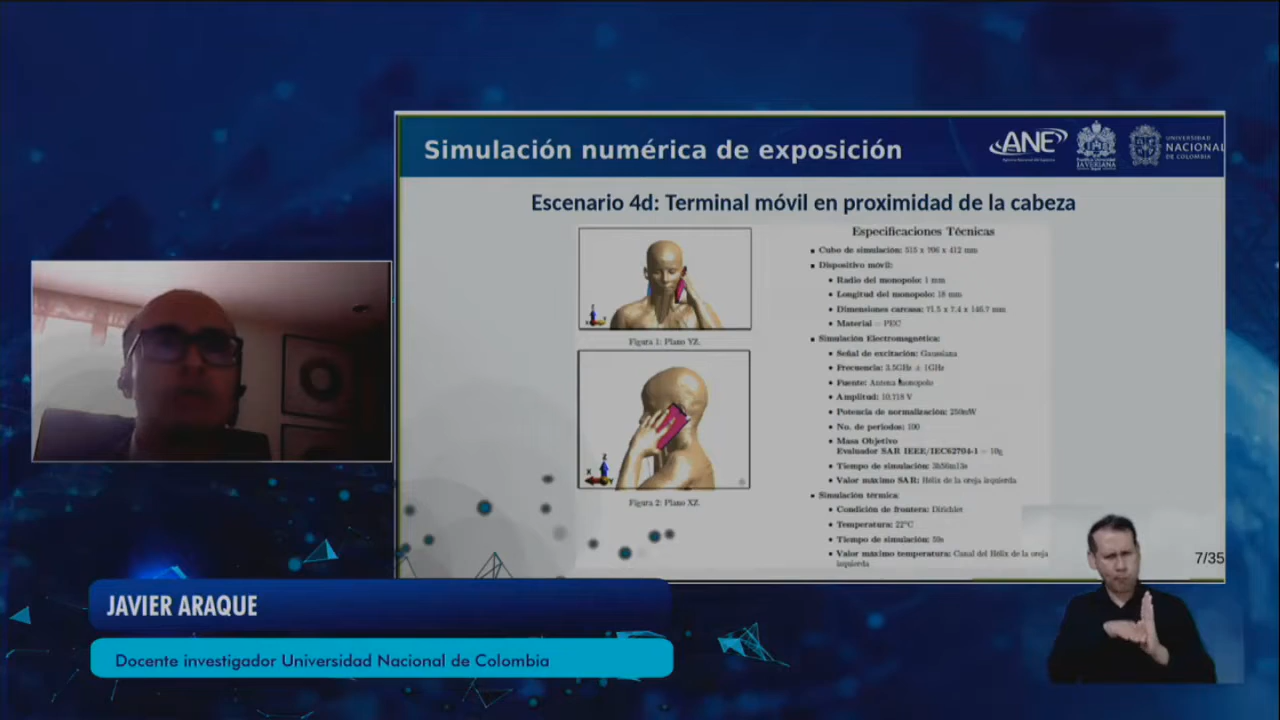 Simulación numérica de exposición
ANE
Pontificia Universidad
JAVERIANA
UNIVERSIDAD
NACIONAL
DE COLOMBIA
Escenario 4d: Terminal móvil en proximidad de la cabeza
Figura 1: Plano YZ.
Figura 2: Plano XZ.
Especificaciones Técnicas
Cubo de simulación: x 412 mm
Dispositivo móvil:
Radio del monopolo: 1 mm
Longitud del monopolo: 18 mm
Dimensiones carcasa: 71.5 x 7.4 x 146.7 mm
Material = PEC
Simulación Electromagnética:
Señal de excitación: Gaussiana
Frecuencia: 3.5GHz ± 1GHz
Fuente: Antena monopolo
Amplitud: 10.718 V
Potencia de normalización: 250mW
No. de periodos: 100
Masa Objetivo
Evaluador SAR IEEE/IEC62704-1 = 10g
Tiempo de simulación: 3h56m13s
Valor máximo SAR: Hélix de la oreja izquierda
Simulación térmica:
Condición de frontera: Dirichlet
Temperatura: 22°C
Tiempo de simulación:
Valor máximo temperatura: Canal del Hélix de la oreja
izquierda
7/35
JAVIER ARAQUE
Docente investigador Universidad Nacional de Colombia